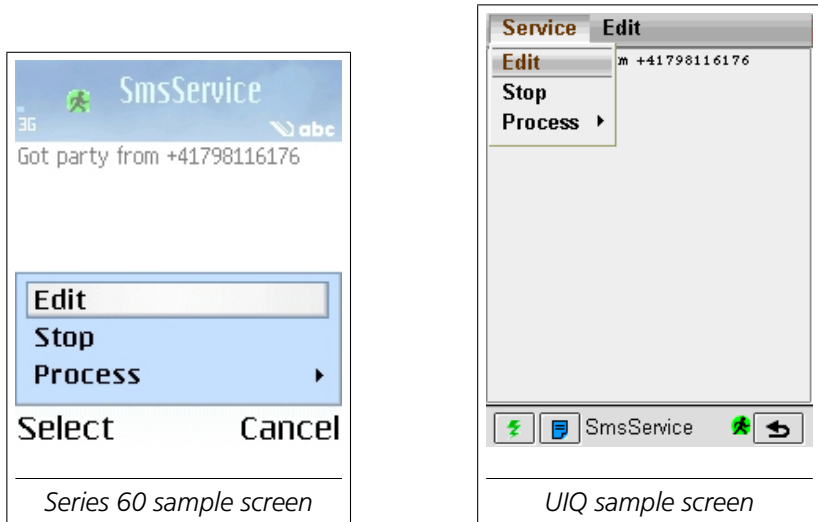 SmsService
3G
abc
Got party from +41798116176
Edit
Stop
Process
Select Cancel
Series 60 sample screen
Service Edit
Edit m +41798116176
Stop
Process
SmsService
UIQ sample screen